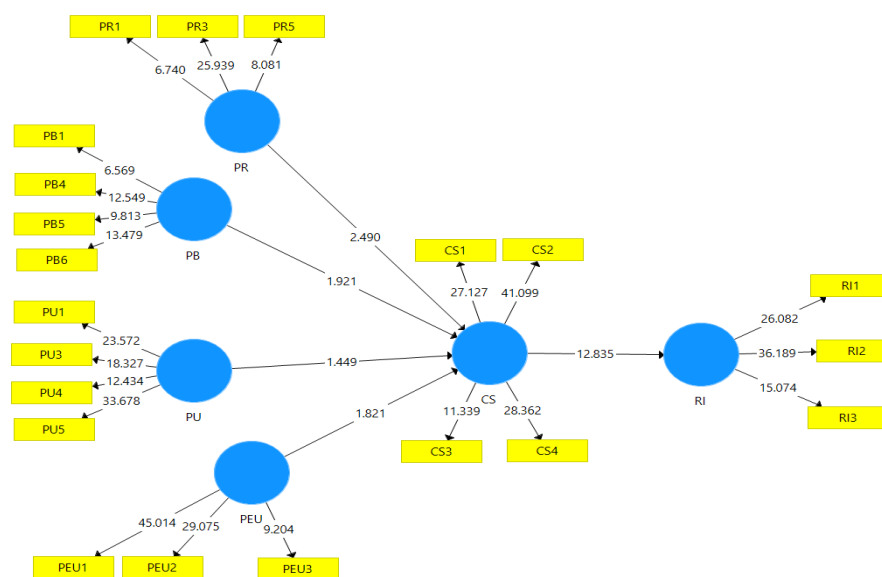 PR1 PR3 PR5
6.740 25.939 8.081
PR
PB1
6.569
PB4
12.549
PB5
9.813
PB6
13.479
PB
2.490
1.921
CS1 CS2
27.127 41.099
PU1
23.572
PU3
18.327
PU4
12.434
PU5
33.678
PU
1.449
CS
12.835
RI
RI1
26.082
RI2
36.189
RI3
15.074
1.821
11.339 28.362
CS3 CS4
PEU
45.014 29.075 9.204
PEU1 PEU2 PEU3